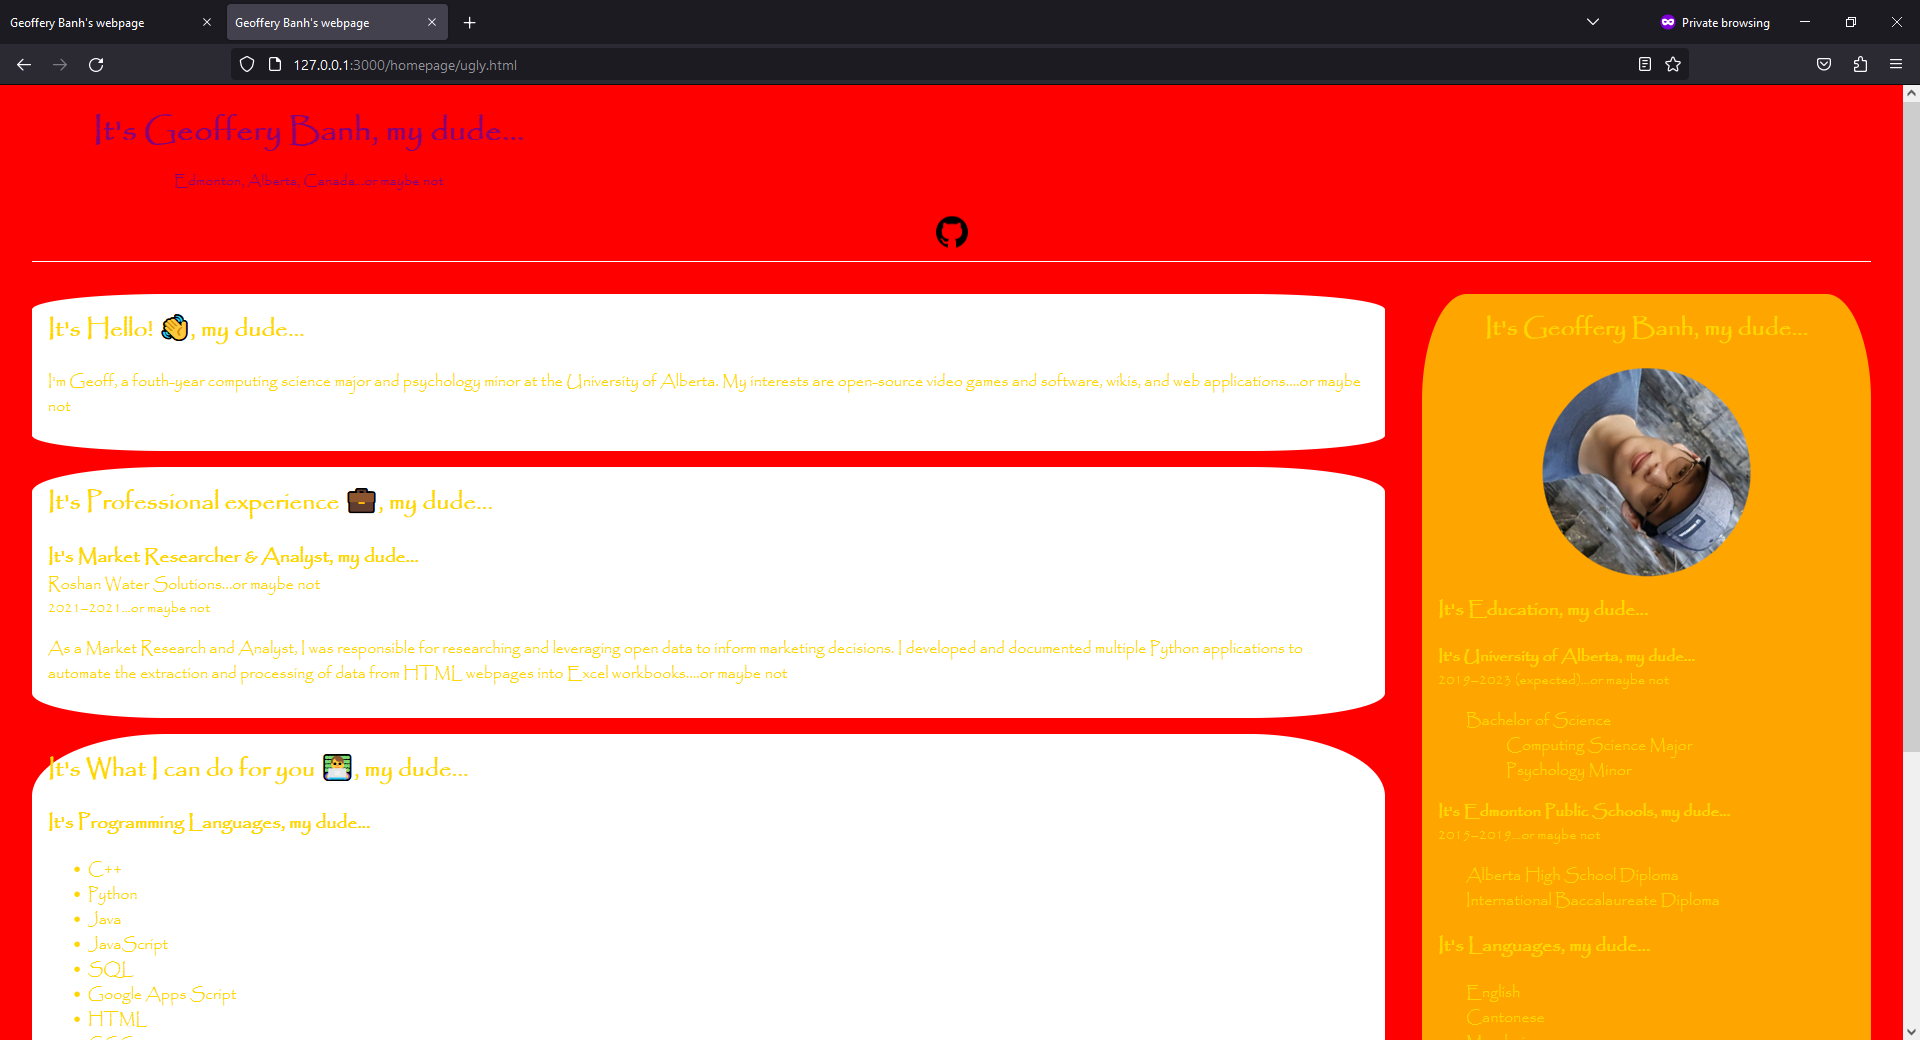 Geoffery Banh's webpage
Geoffery Banh's webpage
Private browsing
127.0.0.1:3000/homepage/ugly.html
It's Geoffery Banh, my dude...
Edmonton, Alberta, Canada...or maybe not
It's Hello! 👋, my dude...
I'm Geoff, a fouth-year computing science major and psychology minor at the University of Alberta. My interests are open-source video games and software, wikis, and web applications....or maybe
not
It's Professional experience 💼, my dude...
It's Market Researcher & Analyst, my dude...
Roshan Water Solutions...or maybe not
2021–2021...or maybe not
As a Market Research and Analyst, I was responsible for researching and leveraging open data to inform marketing decisions. I developed and documented multiple Python applications to
automate the extraction and processing of data from HTML webpages into Excel workbooks....or maybe not
It's What I can do for you 👨‍💻, my dude...
It's Programming Languages, my dude...
• C++
• Python
• Java
• JavaScript
• SQL
• Google Apps Script
• HTML
It's Geoffery Banh, my dude...
It's Education, my dude...
It's University of Alberta, my dude...
2019–2023 (expected)...or maybe not
Bachelor of Science
Computing Science Major
Psychology Minor
It's Edmonton Public Schools, my dude...
2015–2019...or maybe not
Alberta High School Diploma
International Baccalaureate Diploma
It's Languages, my dude...
English
Cantonese